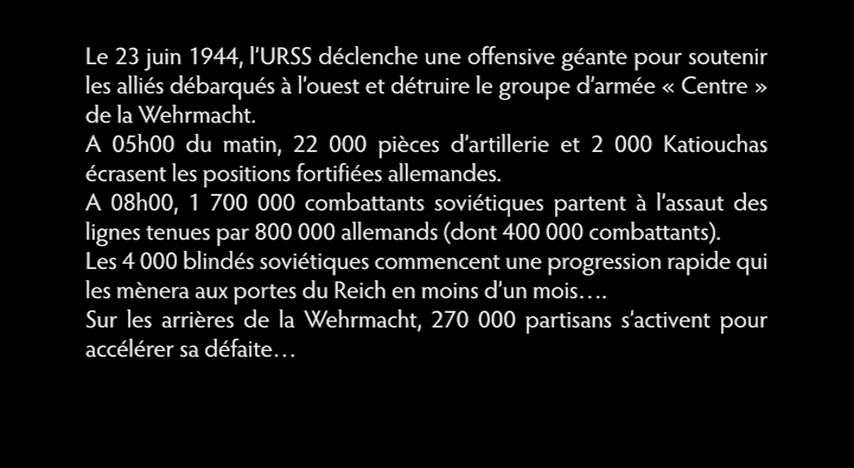 Le 23 juin 1944, l'URSS déclenche une offensive géante pour soutenir
les alliés débarqués à l'ouest et détruire le groupe d'armée « Centre »
de la Wehrmacht.
A 05h00 du matin, 22 000 pièces d'artillerie et 2 000 Katiouchas
écrasent les positions fortifiées allemandes.
A 08h00, 1 700 000 combattants soviétiques partent à l'assaut des
lignes tenues par 800 000 allemands (dont 400 000 combattants).
Les 4 000 blindés soviétiques commencent une progression rapide qui
les mènera aux portes du Reich en moins d'un mois….
Sur les arrières de la Wehrmacht, 270 000 partisans s'activent pour
accélérer sa défaite…